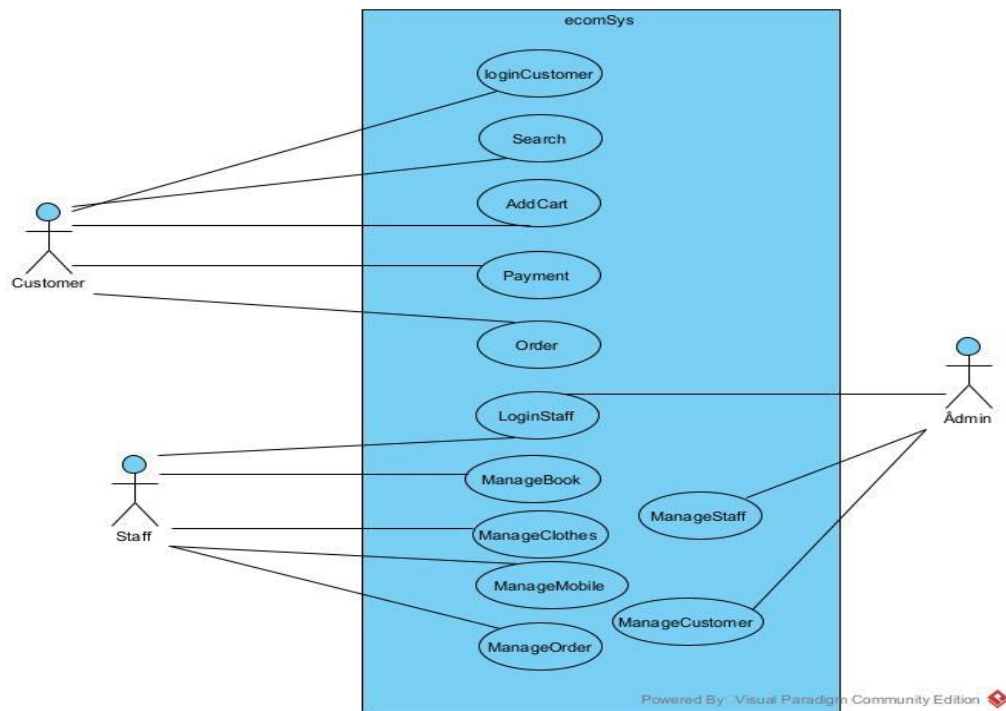 ecomSys
loginCustomer
Search
AddCart
Customer
Payment
Order
LoginStaff
Âdmin
ManageBook
ManageStaff
Staff
ManageClothes
ManageMobile
ManageCustomer
ManageOrder
Powered By Visual Paradigm Community Edition